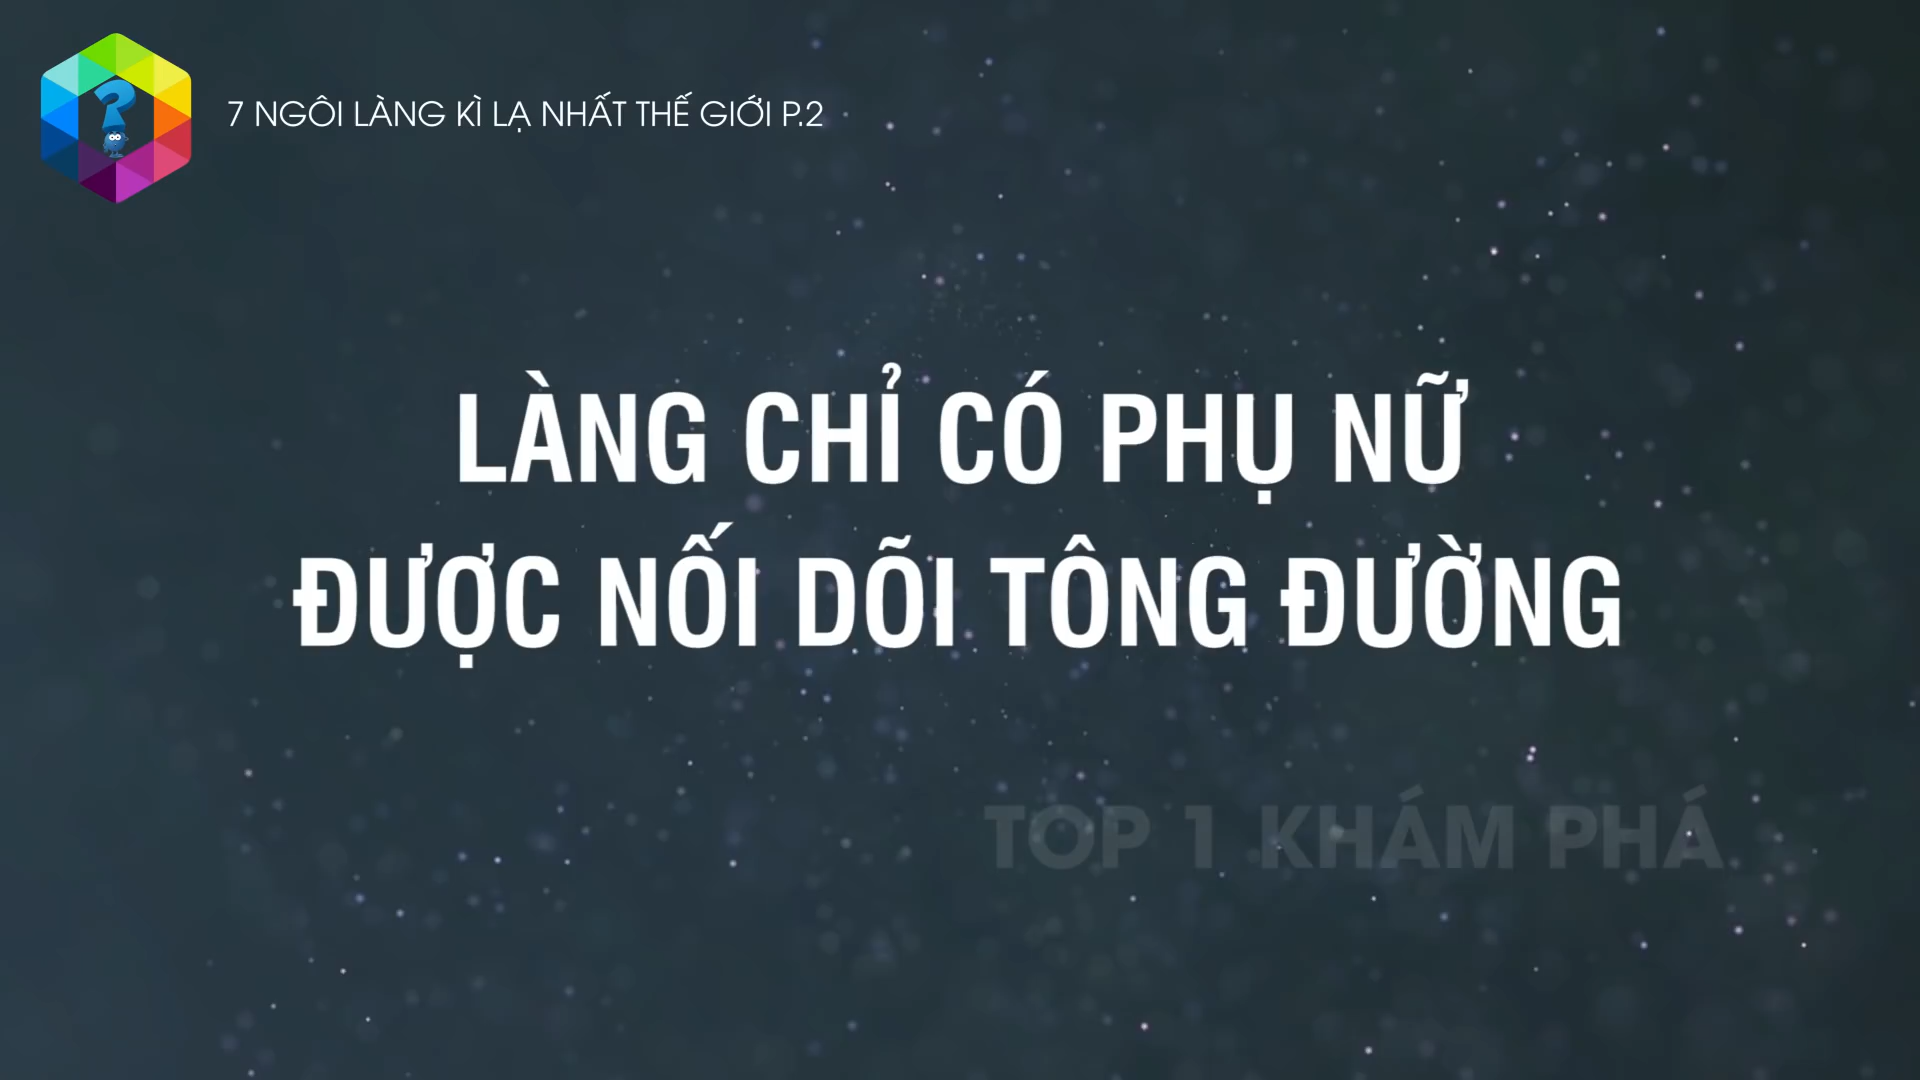 7 NGÔI LÀNG KÌ LẠ NHẤT THẾ GIỚI P.2
LÀNG CHỈ CÓ PHỤ NỮ
ĐƯỢC NỐI DÕI TÔNG ĐƯỜNG
TOP 1 KHÁM PHÁ